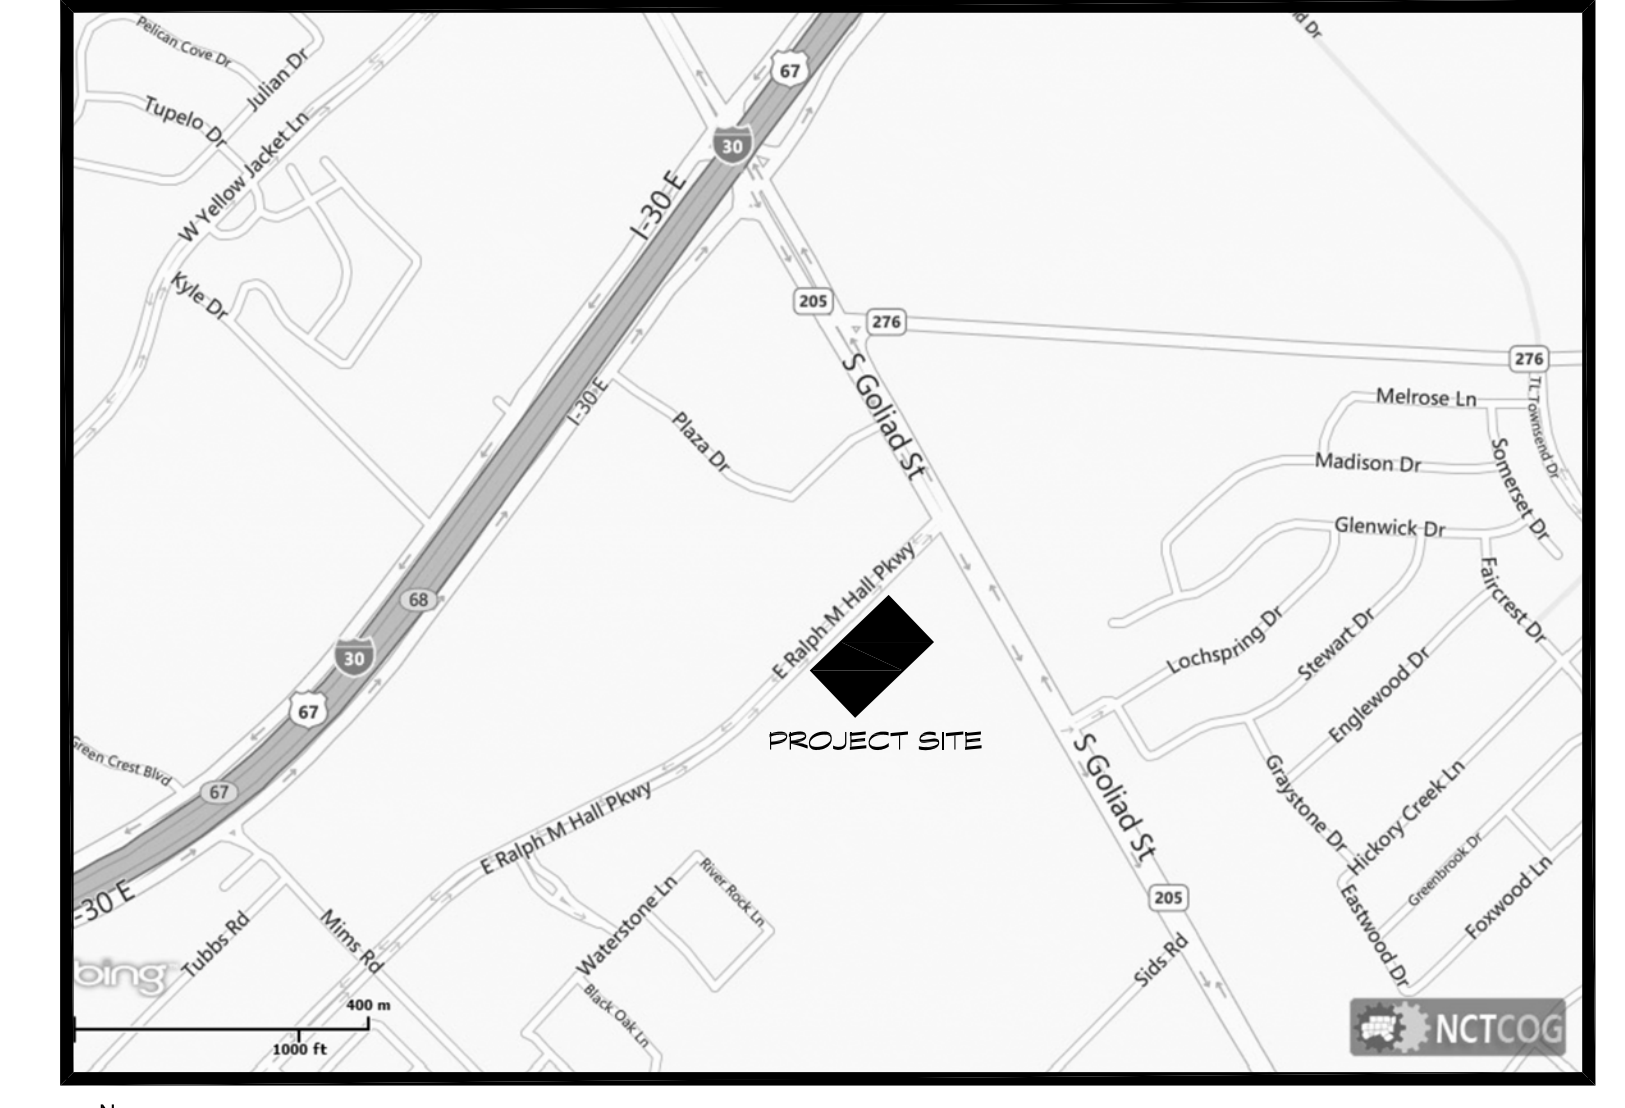 Pelican Cove Dr
Julian Dr
Tupelo Dr
W Yellow Jacket Ln
Kyle Dr
67
30
I-30 E
205
276
276
S Goliad St
I-30 E
Plaza Dr
Melrose Ln
TL Townsend Dr
Madison Dr
Somerset Dr
Glenwick Dr
Faircrest Dr
68
E Ralph M Hall Pkwy
Lochspring Dr
Stewart Dr
Englewood Dr
30
67
PROJECT SITE
Green Crest Blvd
67
S Goliad St
Graystone Dr
Hickory Creek Ln
E Ralph M Hall Pkwy
Greenbrook Dr
Foxwood Ln
River Rock Ln
-30 E
205
Eastwood Dr
Waterstone Ln
Tubbs Rd
Mims Rd
Sids Rd
bing
Black Oak Ln
400 m
1000 ft
NCTCOG